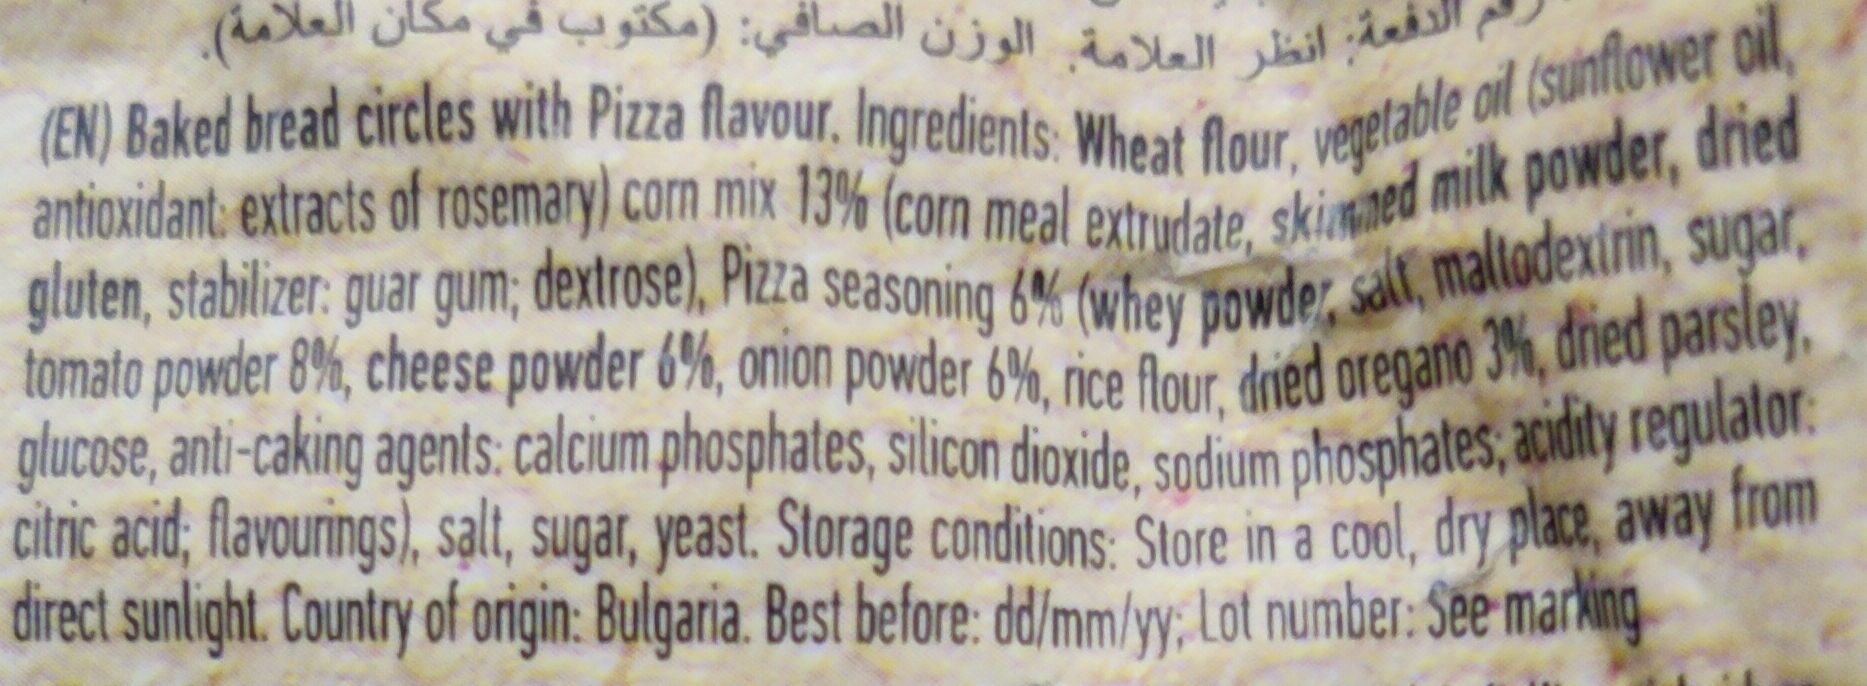 رقم الدفعة: انظر العلامة. الوزن الصافي: (مكتوب في مكان العلامة).
(EN) Baked bread circles with Pizza flavour. Ingredients: Wheat flour, vegetable oil (sunflower oil,
antioxidant: extracts of rosemary) corn mix 13% (corn meal extrudate, skimmed milk powder, dried
gluten, stabilizer: guar gum; dextrose), Pizza seasoning 6% (whey powder, salt, maltodextrin, sugar,
tomato powder 8%, cheese powder 6%, onion powder 6%, rice flour, dried oregano 3%, dried parsley,
glucose, anti-caking agents: calcium phosphates, silicon dioxide, sodium phosphates; acidity regulator:
citric acid; flavourings), salt, sugar, yeast. Storage conditions: Store in a cool, dry place, away from
direct sunlight. Country of origin: Bulgaria. Best before: dd/mm/yy; Lot number: See marking